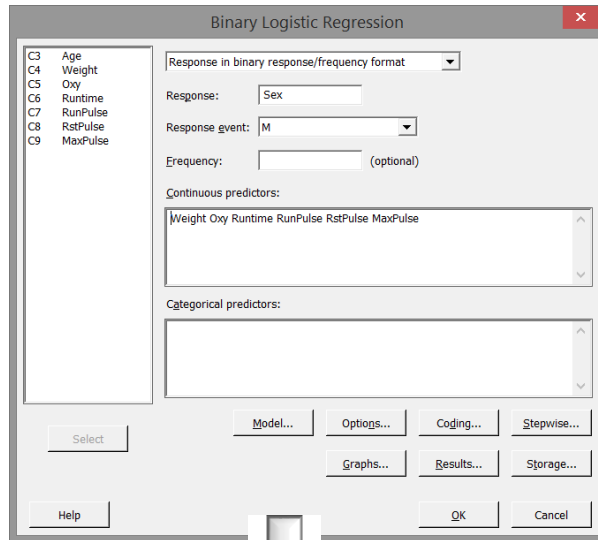 Binary Logistic Regression
x
C3 Age
C4 Weight
C5 Oxy
C6 Runtime
C7 RunPulse
C8 RstPulse
C9 MaxPulse
Response in binary response/frequency format
Response: Sex
Response event: M
Frequency: (optional)
Continuous predictors:
Weight Oxy Runtime RunPulse RstPulse MaxPulse
Categorical predictors:
Model... Options... Coding... Stepwise...
Select
Graphs... Results... Storage...
Help OK Cancel